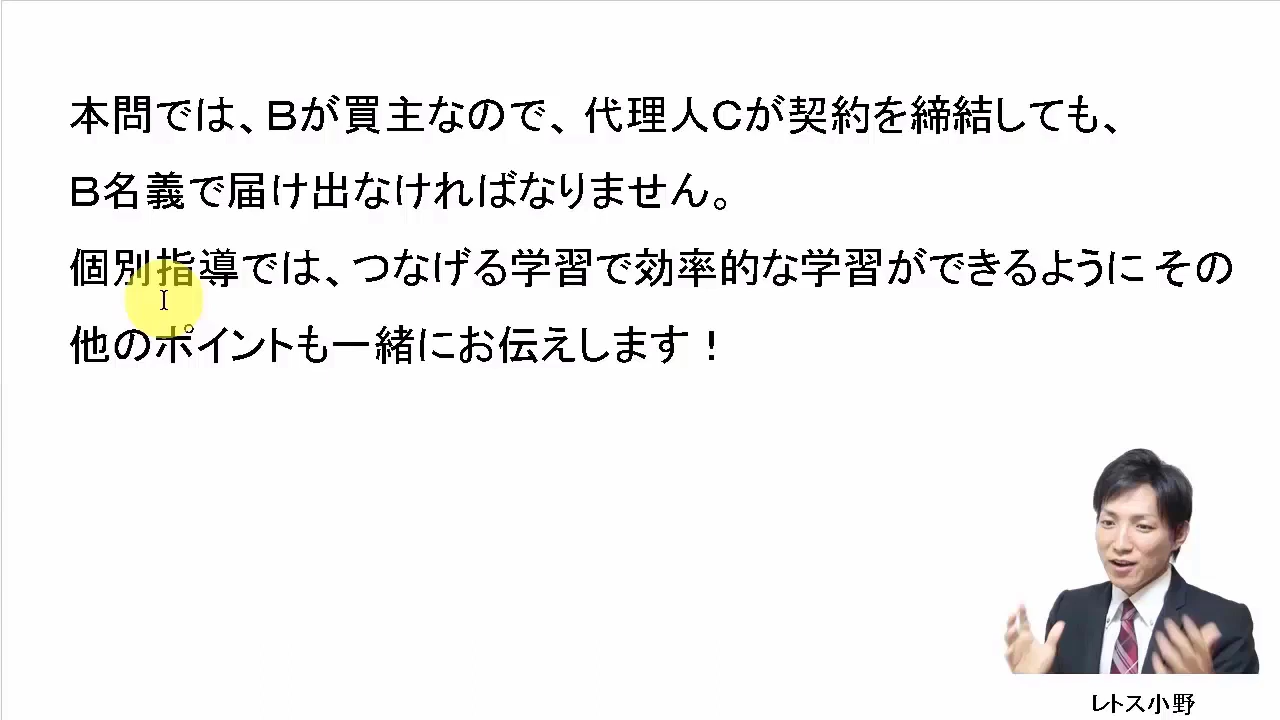 本問では、Bが買主なので、代理人Cが契約を締結しても、
B名義で届け出なければなりません。
個別指導では、つなげる学習で効率的な学習ができるように その
他のポイントも一緒にお伝えします！
レトス小野